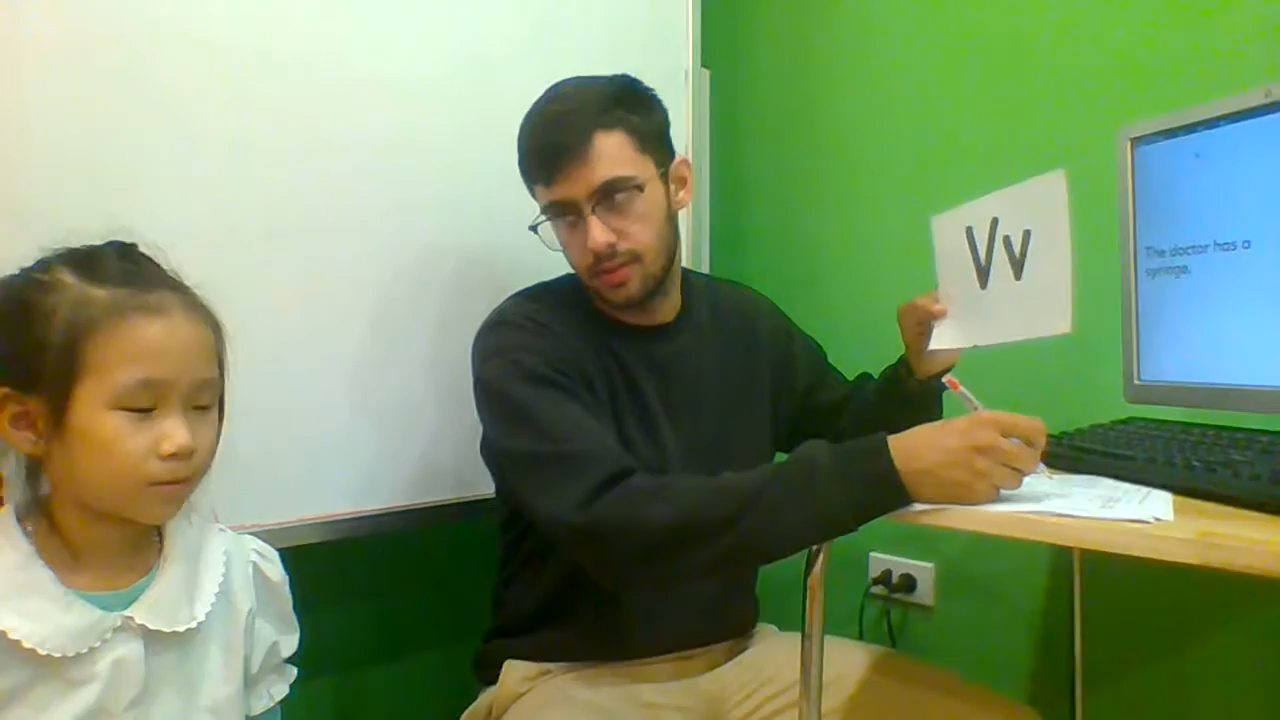 Vv
The doctor has a
syringe.